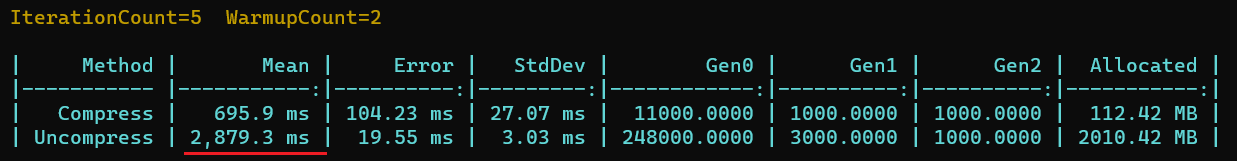 IterationCount=5  WarmupCount=2
|     Method |       Mean |     Error |   StdDev |       Gen0 |      Gen1 |      Gen2 |  Allocated |
|----------- |-----------:|----------:|---------:|------------:|----------:|----------:|-----------:|
|   Compress |   695.9 ms | 104.23 ms | 27.07 ms |  11000.0000 | 1000.0000 | 1000.0000 |  112.42 MB |
| Uncompress | 2,879.3 ms |  19.55 ms |  3.03 ms | 248000.0000 | 3000.0000 | 1000.0000 | 2010.42 MB |